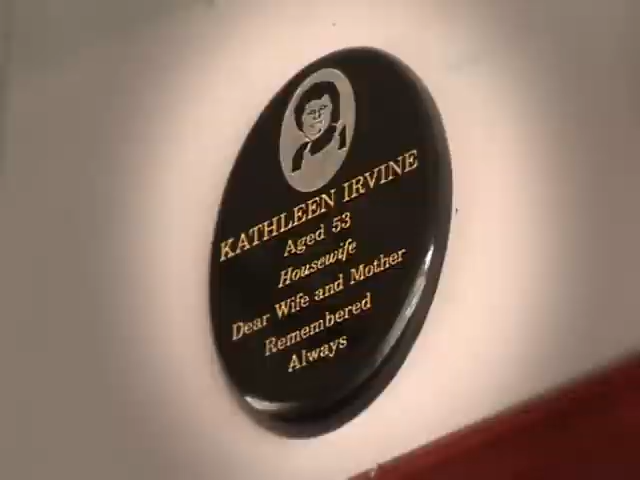 KATHLEEN IRVINE
Aged 53
Housewife
Dear Wife and Mother
Remembered
Always